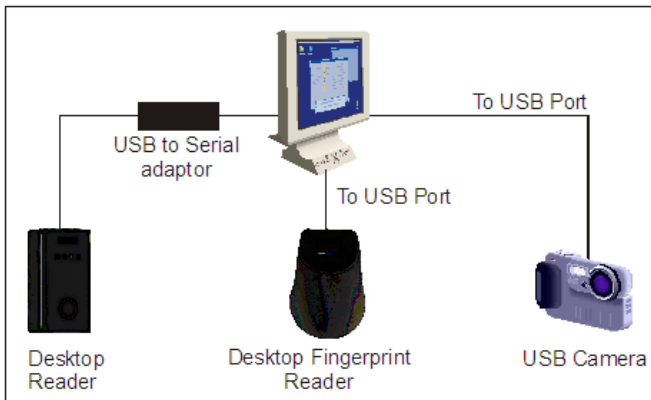 To USB Port
USB to Serial
adaptor
To USB Port
Desktop
Reader
Desktop Fingerprint
Reader
USB Camera